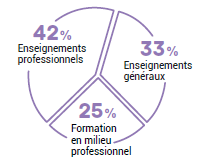 42%
Enseignements
professionnels
33%
Enseignements
généraux
25%
Formation
en milieu
professionnel